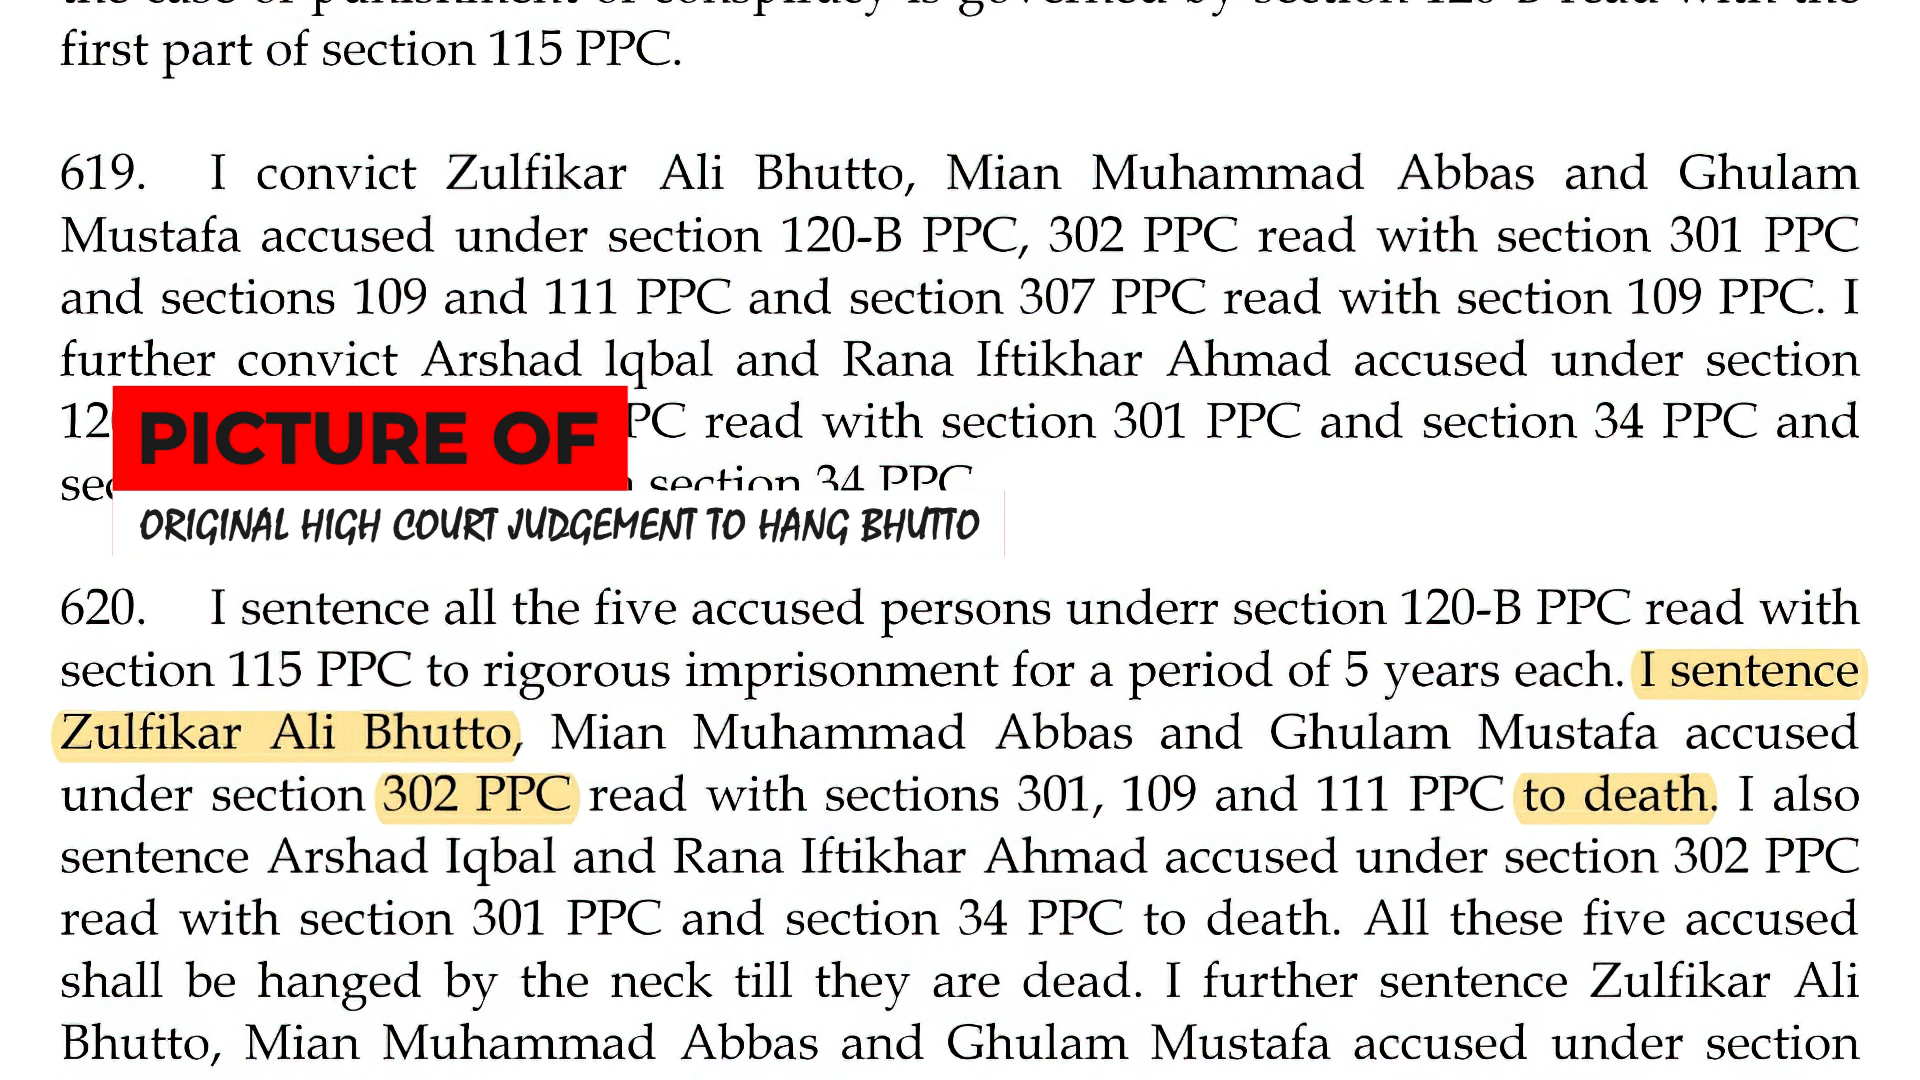 first part of section 115 PPC.
619. I convict Zulfikar Ali Bhutto, Mian Muhammad Abbas and Ghulam
Mustafa accused under section 120-B PPC, 302 PPC read with section 301 PPC
and sections 109 and 111 PPC and section 307 PPC read with section 109 PPC. I
further convict Arshad lqbal and Rana Iftikhar Ahmad accused under section
PC read with section 301 PPC and section 34 PPC and
section 34 PPC
PICTURE OF
ORIGINAL HIGH COURT JUDGEMENT TO HANG BHUTTO
620. I sentence all the five accused persons underr section 120-B PPC read with
section 115 PPC to rigorous imprisonment for a period of 5 years each. I sentence
Zulfikar Ali Bhutto, Mian Muhammad Abbas and Ghulam Mustafa accused
under section 302 PPC read with sections 301, 109 and 111 PPC to death. I also
sentence Arshad Iqbal and Rana Iftikhar Ahmad accused under section 302 PPC
read with section 301 PPC and section 34 PPC to death. All these five accused
shall be hanged by the neck till they are dead. I further sentence Zulfikar Ali
Bhutto, Mian Muhammad Abbas and Ghulam Mustafa accused under section